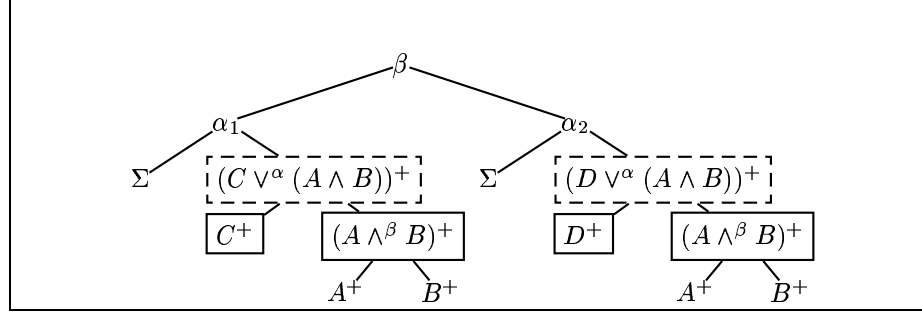 β
α₁ α₂
Σ (C ∨ᵅ (A ∧ B))⁺ Σ (D ∨ᵅ (A ∧ B))⁺
C⁺ (A ∧ᵝ B)⁺ D⁺ (A ∧ᵝ B)⁺
A⁺ B⁺ A⁺ B⁺